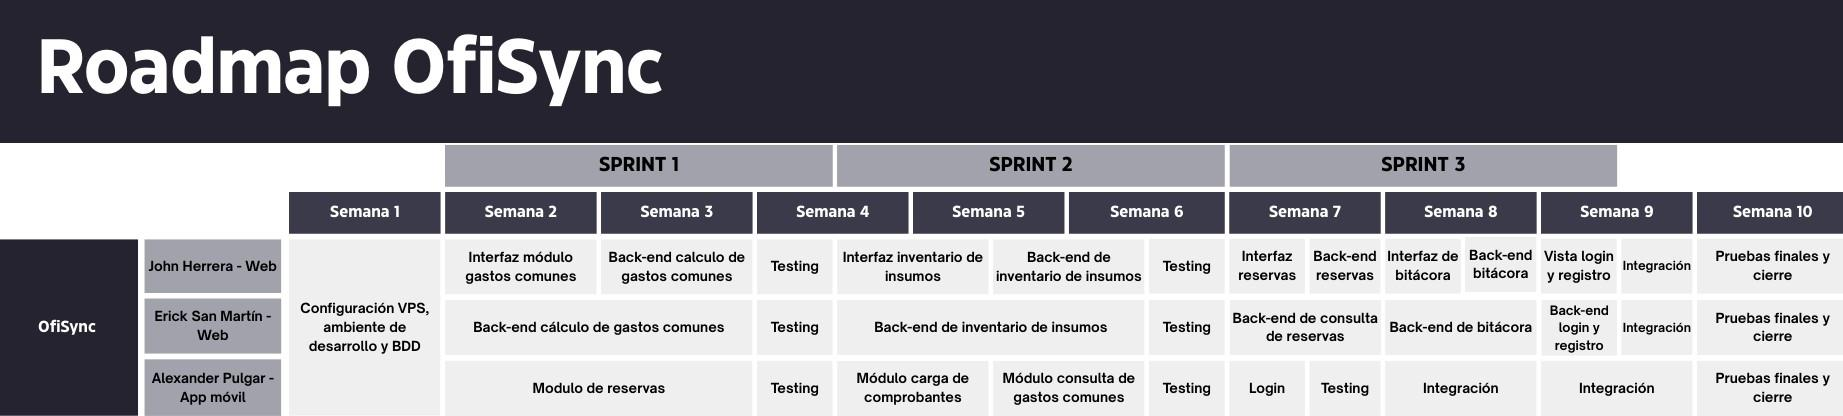 Roadmap OfiSync
SPRINT 1
SPRINT 2
SPRINT 3
Semana 1
Semana 2
Semana 3
Semana 4
Semana 5
Semana 6
Semana 7
Semana 8
Semana 9
Semana 10
OfiSync
Configuración VPS,
ambiente de
desarrollo y BDD
John Herrera - Web
Interfaz módulo
gastos comunes
Back-end calculo de
gastos comunes
Testing
Interfaz inventario de
insumos
Back-end de
inventario de insumos
Testing
Interfaz
reservas
Back-end
reservas
Interfaz de
bitácora
Back-end
bitácora
Vista login
y registro
Integración
Pruebas finales y
cierre
Erick San Martín -
Web
Back-end cálculo de gastos comunes
Testing
Back-end de inventario de insumos
Testing
Back-end de consulta
de reservas
Back-end de bitácora
Back-end
login y
registro
Integración
Pruebas finales y
cierre
Alexander Pulgar -
App móvil
Modulo de reservas
Testing
Módulo carga de
comprobantes
Módulo consulta de
gastos comunes
Testing
Login
Testing
Integración
Integración
Pruebas finales y
cierre